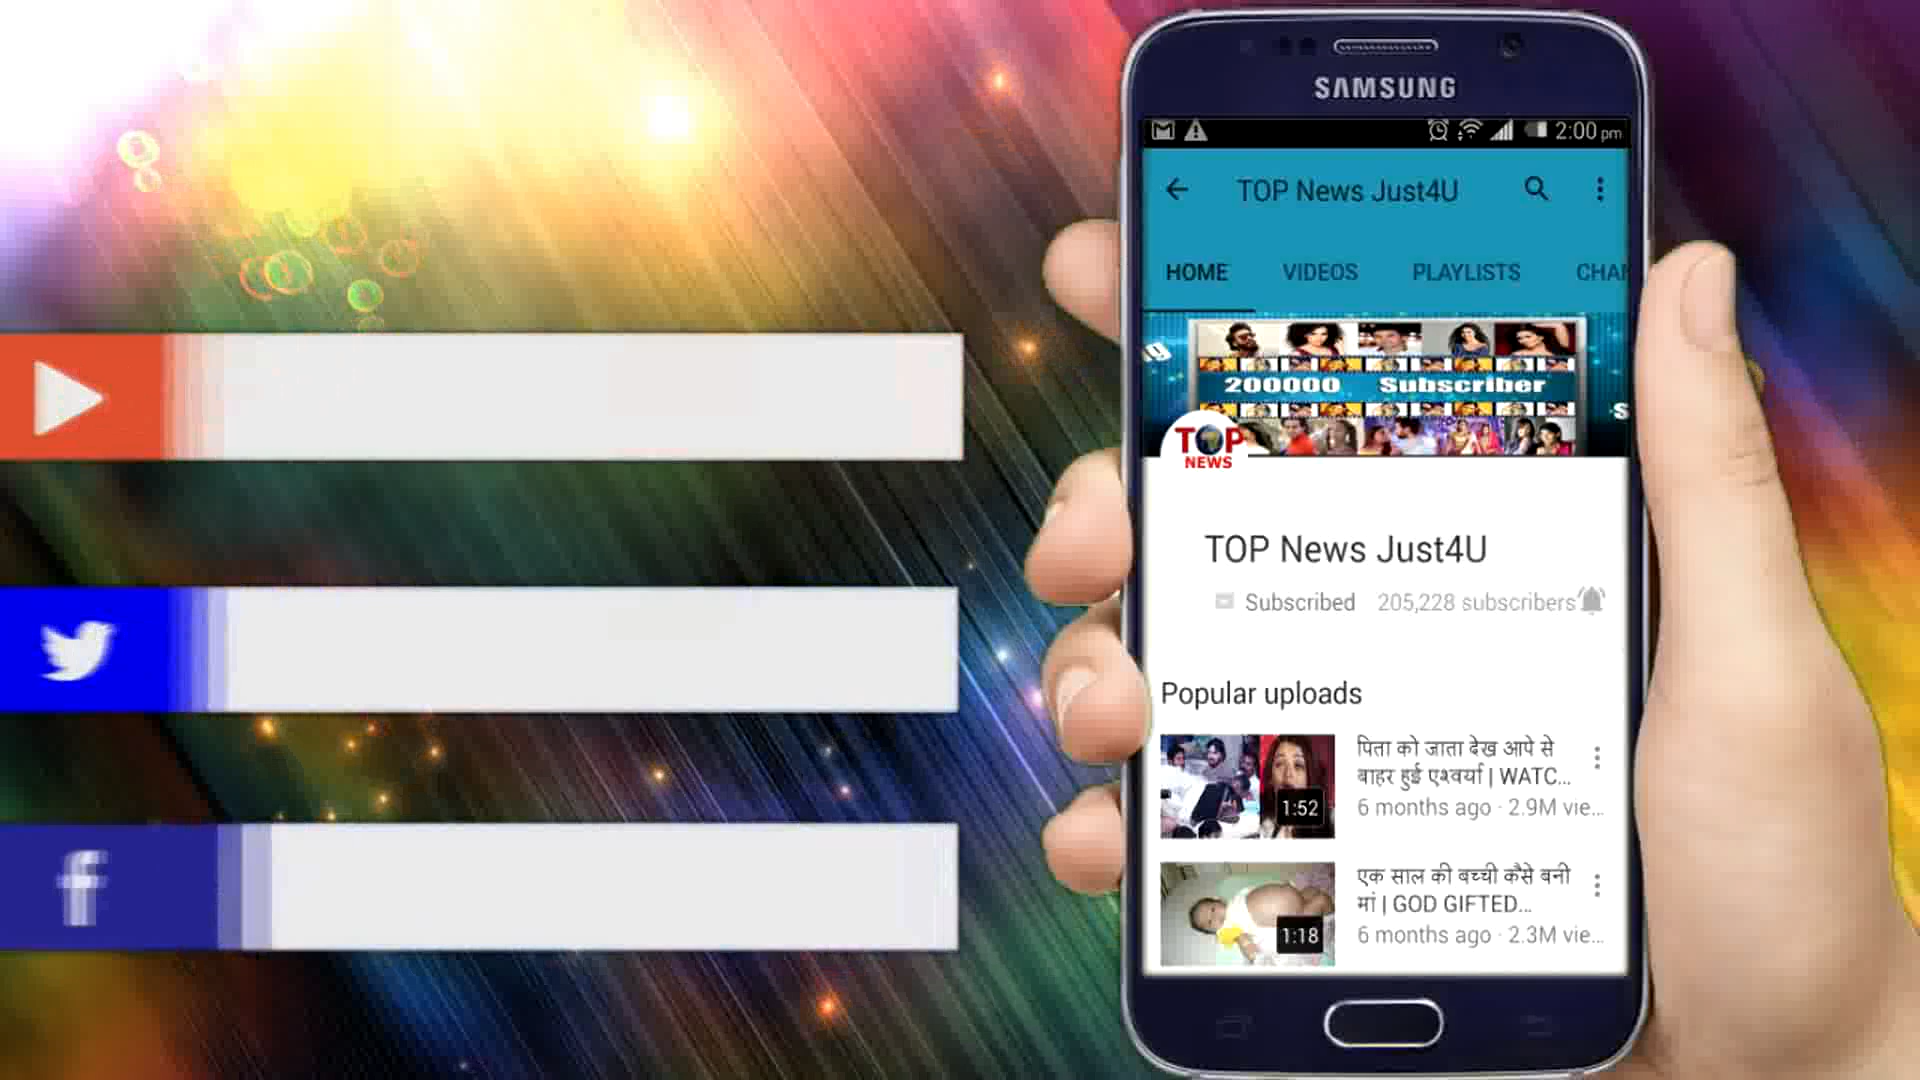 SAMSUNG
2:00 pm
TOP News Just4U
HOME VIDEOS PLAYLISTS CHAN
200000 Subscriber
TOP
NEWS
TOP News Just4U
Subscribed 205,228 subscribers
Popular uploads
पिता को जाता देख आपे से
बाहर हुई एश्वर्या | WATC...
6 months ago · 2.9M vie...
1:52
एक साल की बच्ची कैसे बनी
मां | GOD GIFTED...
6 months ago · 2.3M vie...
1:18